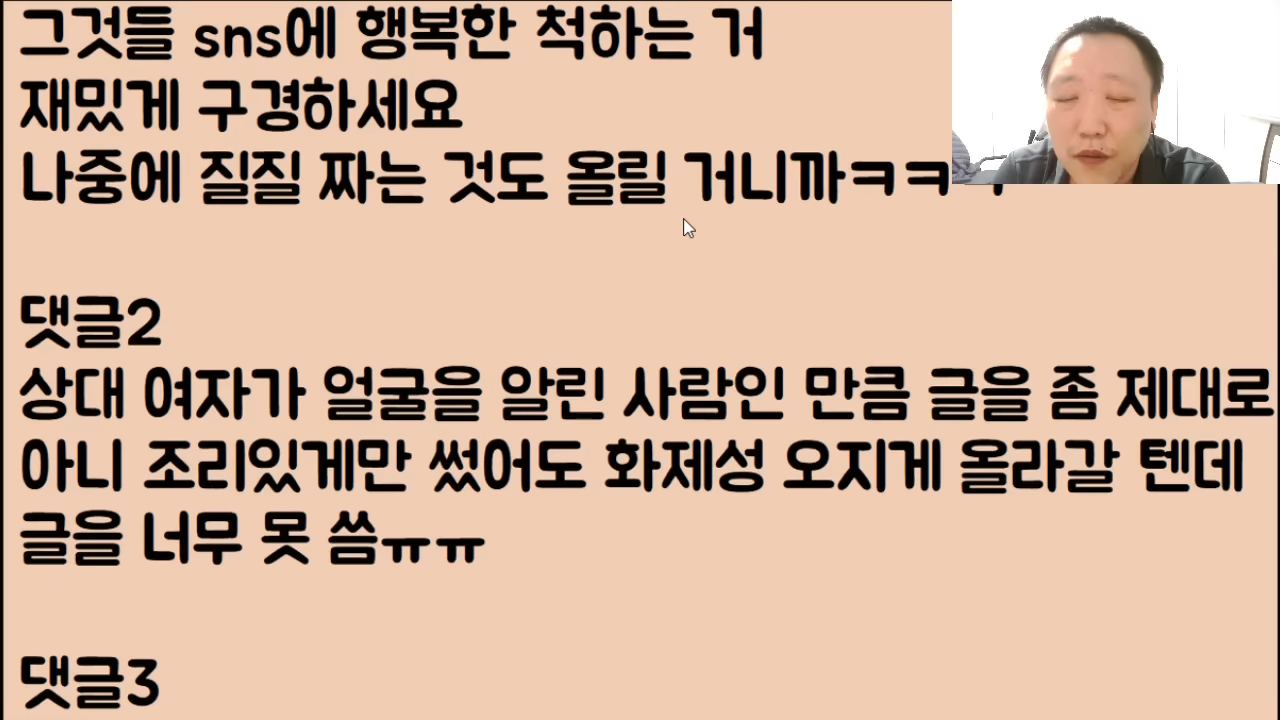 그것들 sns에 행복한 척하는 거
재밌게 구경하세요
나중에 질질 짜는 것도 올릴 거니까ㅋㅋ
댓글2
상대 여자가 얼굴을 알린 사람인 만큼 글을 좀 제대로
아니 조리있게만 썼어도 화제성 오지게 올라갈 텐데
글을 너무 못 씀ㅠㅠ
댓글3